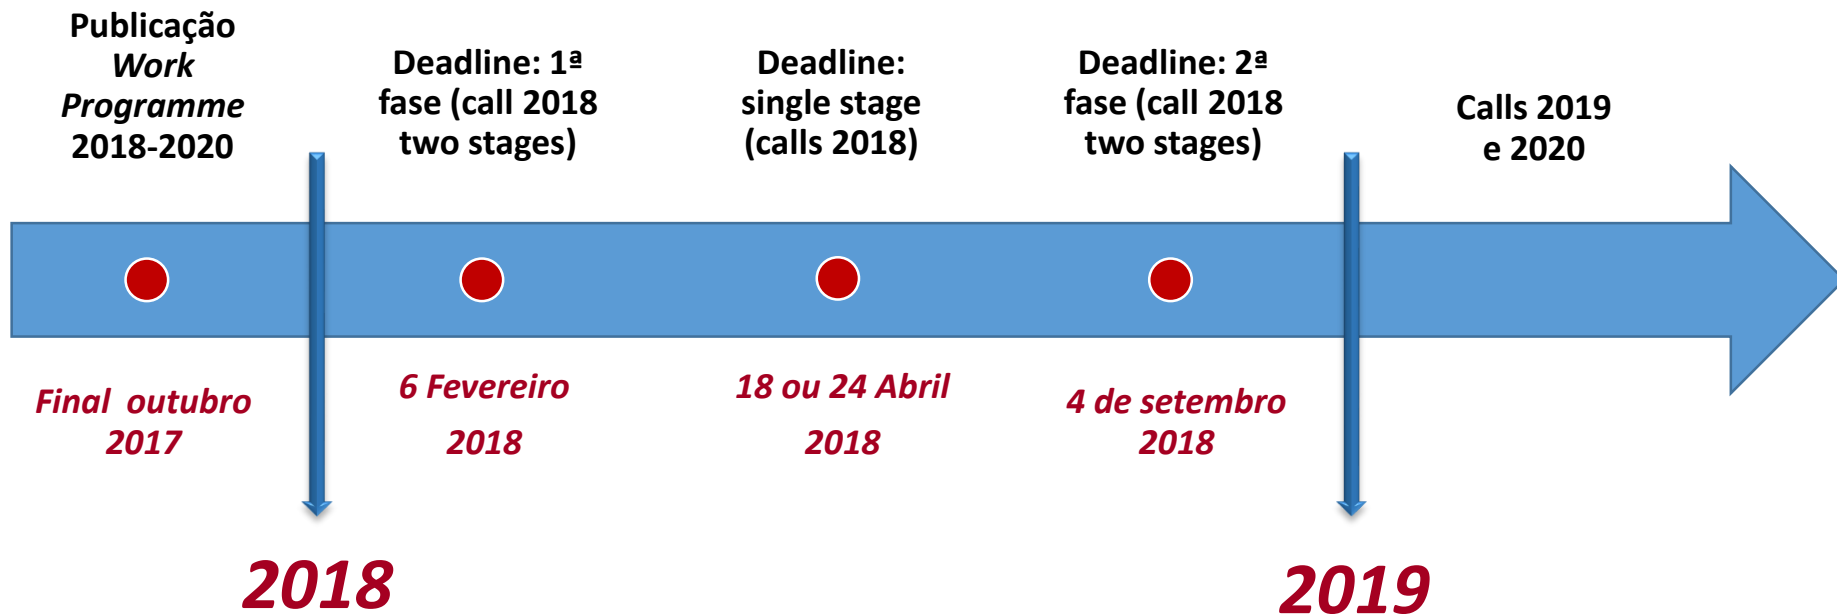 Publicação
Work
Programme
2018-2020
Deadline: 1ª
fase (call 2018
two stages)
Deadline:
single stage
(calls 2018)
Deadline: 2ª
fase (call 2018
two stages)
Calls 2019
e 2020
Final outubro
2017
6 Fevereiro
2018
18 ou 24 Abril
2018
4 de setembro
2018
2018
2019